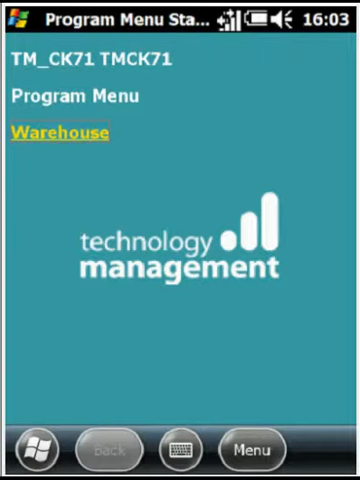 Program Menu Sta... 16:03
TM_CK71 TMCK71
Program Menu
Warehouse
technology
management
back
Menu